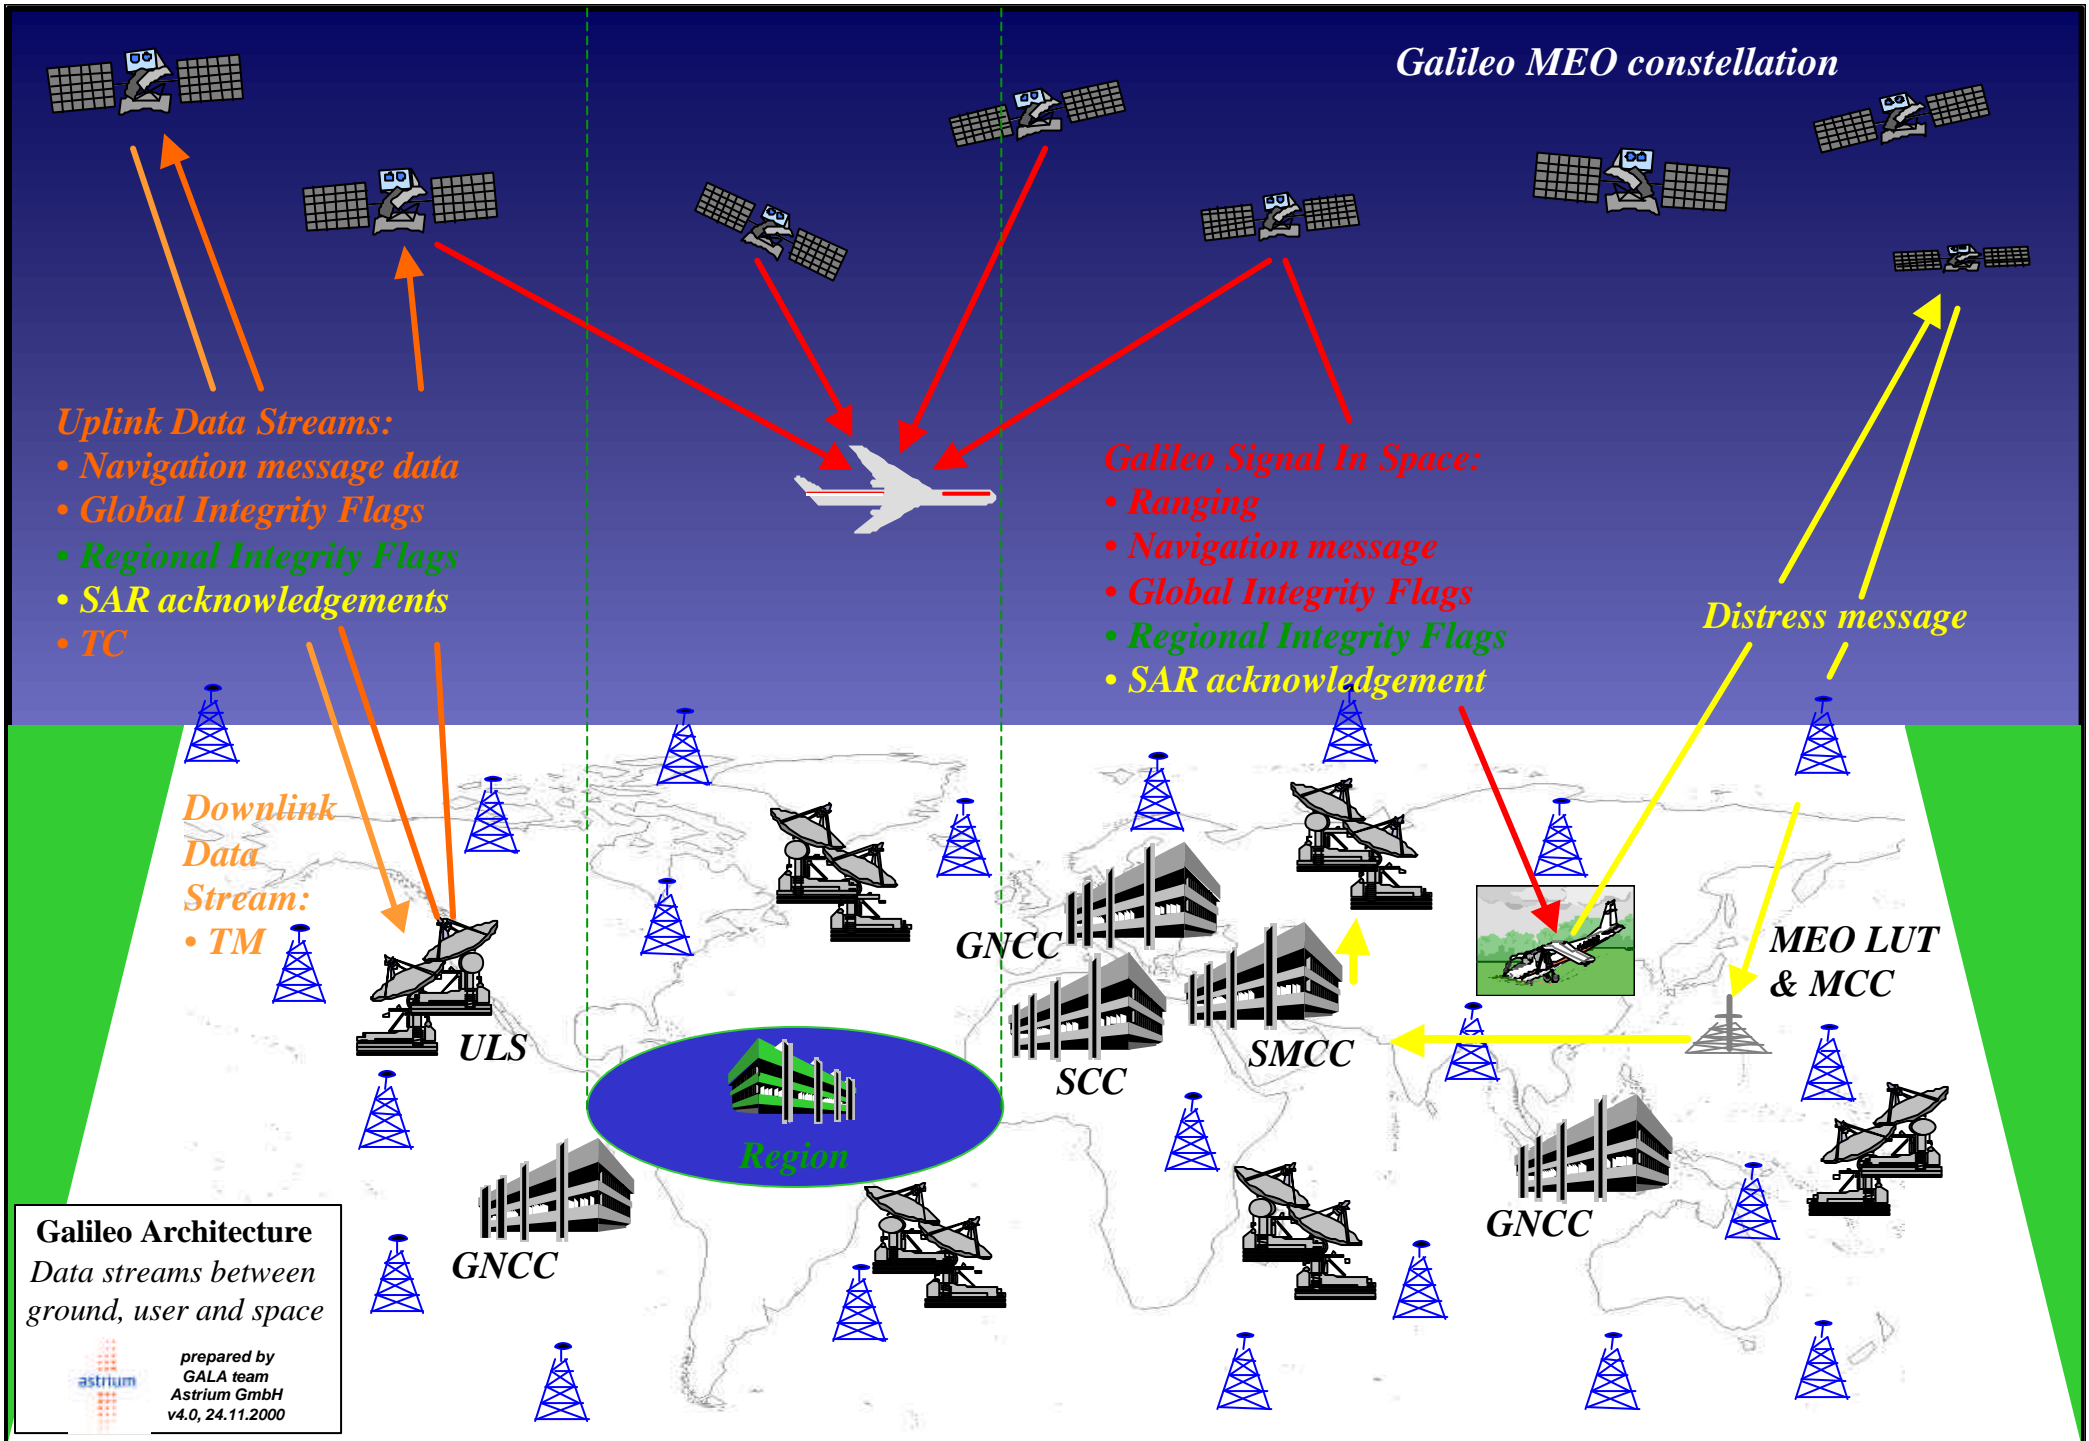 Galileo MEO constellation
Uplink Data Streams:
• Navigation message data
• Global Integrity Flags
• Regional Integrity Flags
• SAR acknowledgements
• TC
Galileo Signal In Space:
• Ranging
• Navigation message
• Global Integrity Flags
• Regional Integrity Flags
• SAR acknowledgement
Distress message
Downlink
Data
Stream:
• TM
ULS
GNCC
SCC
SMCC
MEO LUT
& MCC
Region
GNCC
GNCC
Galileo Architecture
Data streams between
ground, user and space
astrium
prepared by
GALA team
Astrium GmbH
v4.0, 24.11.2000